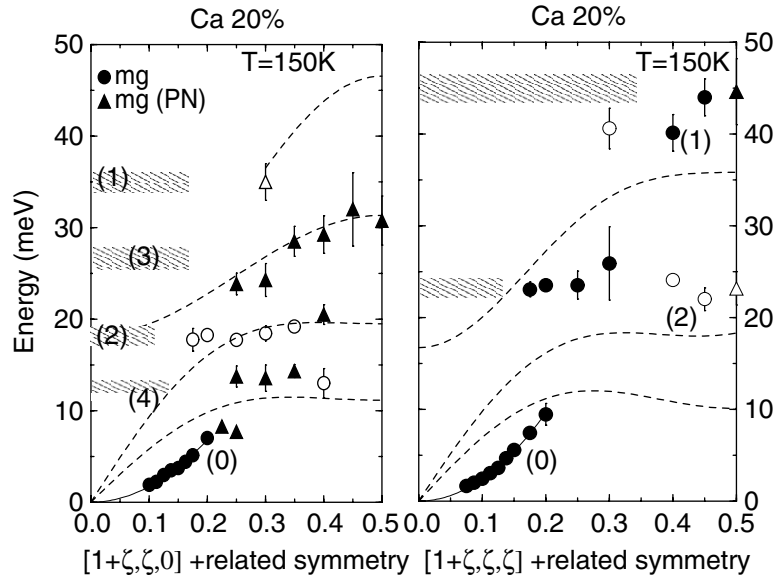 Ca 20%
Ca 20%
50
T=150K
mg
mg (PN)
40
(1)
30
(3)
20
(2)
(4)
10
(0)
0
0.0 0.1 0.2 0.3 0.4 0.5
Energy (meV)
[1+ζ,ζ,0] +related symmetry
50
T=150K
40
(1)
30
20
(2)
10
(0)
0
0.0 0.1 0.2 0.3 0.4 0.5
[1+ζ,ζ,ζ] +related symmetry